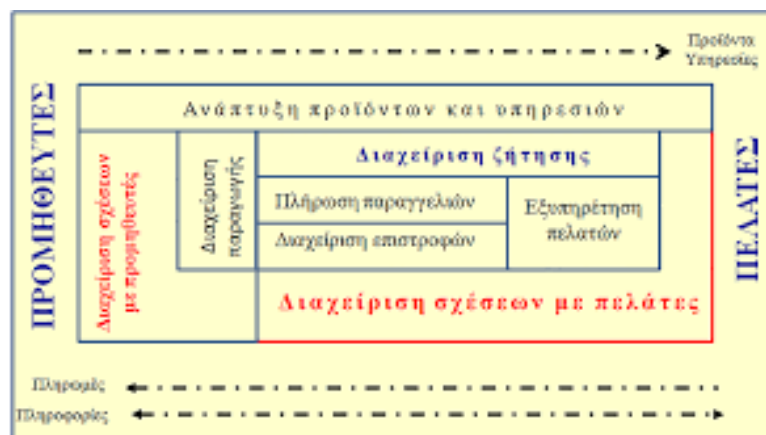 Προϊόντα
Υπηρεσίες
ΠΡΟΜΗΘΕΥΤΕΣ
Ανάπτυξη προϊόντων και υπηρεσιών
Διαχείριση σχέσεων
με προμηθευτές
Διαχείριση
παραγωγής
Διαχείριση ζήτησης
Πλήρωση παραγγελιών
Διαχείριση επιστροφών
Εξυπηρέτηση
πελατών
Διαχείριση σχέσεων με πελάτες
ΠΕΛΑΤΕΣ
Πληρωμές
Πληροφορίες